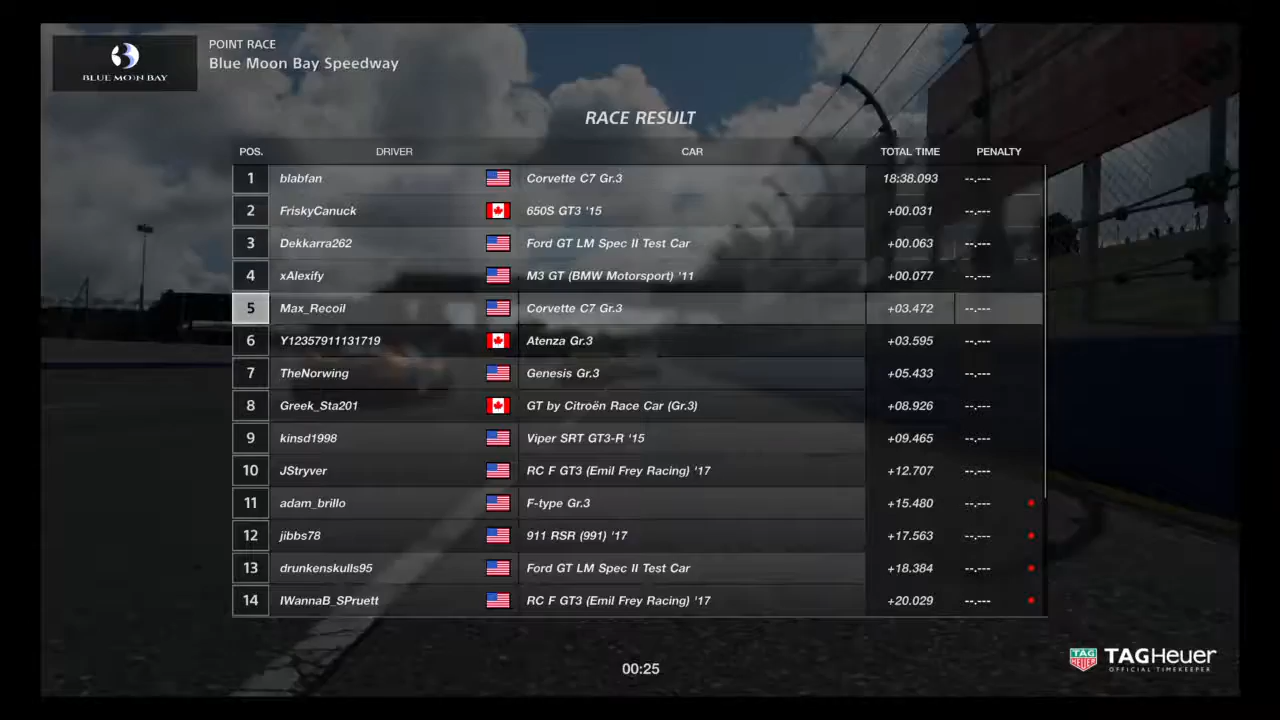 BLUE MOON BAY
POINT RACE
Blue Moon Bay Speedway
RACE RESULT
POS. DRIVER CAR TOTAL TIME PENALTY
1 blabfan Corvette C7 Gr.3 18:38.093 --.---
2 FriskyCanuck 650S GT3 '15 +00.031 --.---
3 Dekkarra262 Ford GT LM Spec II Test Car +00.063 --.---
4 xAlexify M3 GT (BMW Motorsport) '11 +00.077 --.---
5 Max_Recoil Corvette C7 Gr.3 +03.472 --.---
6 Y12357911131719 Atenza Gr.3 +03.595 --.---
7 TheNorwing Genesis Gr.3 +05.433 --.---
8 Greek_Sta201 GT by Citroën Race Car (Gr.3) +08.926 --.---
9 kinsd1998 Viper SRT GT3-R '15 +09.465 --.---
10 JStryver RC F GT3 (Emil Frey Racing) '17 +12.707 --.---
11 adam_brillo F-type Gr.3 +15.480 --.---
12 jibbs78 911 RSR (991) '17 +17.563 --.---
13 drunkenskulls95 Ford GT LM Spec II Test Car +18.384 --.---
14 IWannaB_SPruett RC F GT3 (Emil Frey Racing) '17 +20.029 --.---
00:25
TAG HEUER TAGHeuer
OFFICIAL TIMEKEEPER